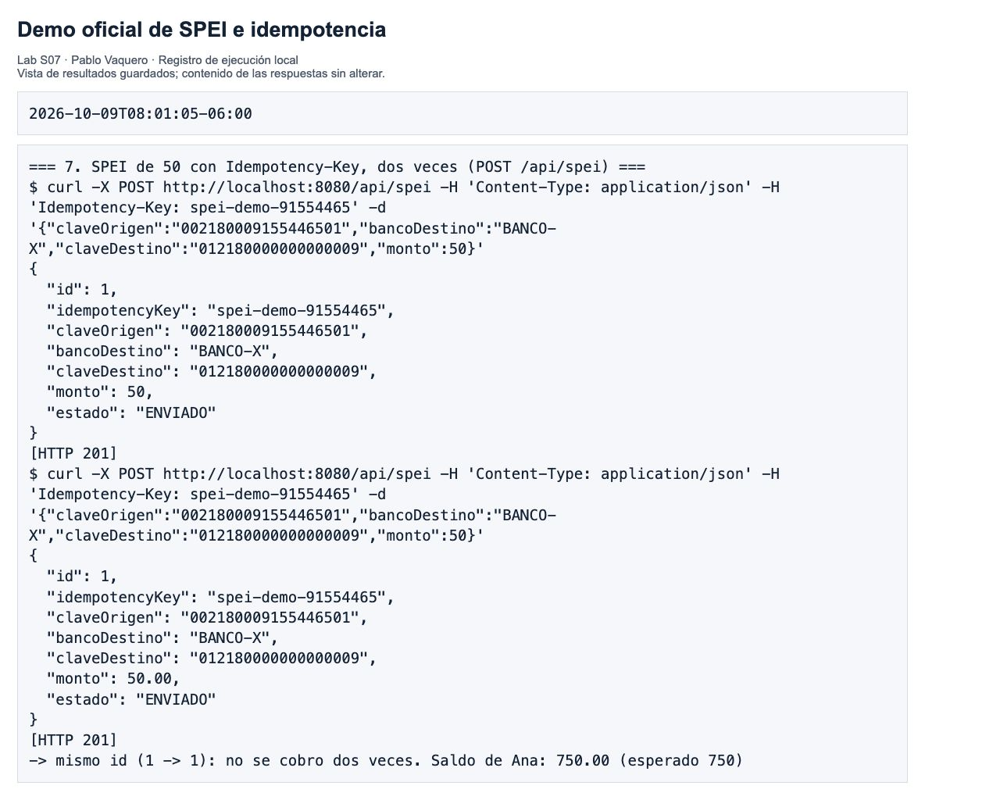 Demo oficial de SPEI e idempotencia
Lab S07 · Pablo Vaquero · Registro de ejecución local
Vista de resultados guardados; contenido de las respuestas sin alterar.
2026-10-09T08:01:05-06:00
=== 7. SPEI de 50 con Idempotency-Key, dos veces (POST /api/spei) ===
$ curl -X POST http://localhost:8080/api/spei -H 'Content-Type: application/json' -H
'Idempotency-Key: spei-demo-91554465' -d
'{"claveOrigen":"002180009155446501","bancoDestino":"BANCO-
X","claveDestino":"012180000000000009","monto":50}'
{
  "id": 1,
  "idempotencyKey": "spei-demo-91554465",
  "claveOrigen": "002180009155446501",
  "bancoDestino": "BANCO-X",
  "claveDestino": "012180000000000009",
  "monto": 50,
  "estado": "ENVIADO"
}
[HTTP 201]
$ curl -X POST http://localhost:8080/api/spei -H 'Content-Type: application/json' -H
'Idempotency-Key: spei-demo-91554465' -d
'{"claveOrigen":"002180009155446501","bancoDestino":"BANCO-
X","claveDestino":"012180000000000009","monto":50}'
{
  "id": 1,
  "idempotencyKey": "spei-demo-91554465",
  "claveOrigen": "002180009155446501",
  "bancoDestino": "BANCO-X",
  "claveDestino": "012180000000000009",
  "monto": 50.00,
  "estado": "ENVIADO"
}
[HTTP 201]
-> mismo id (1 -> 1): no se cobro dos veces. Saldo de Ana: 750.00 (esperado 750)